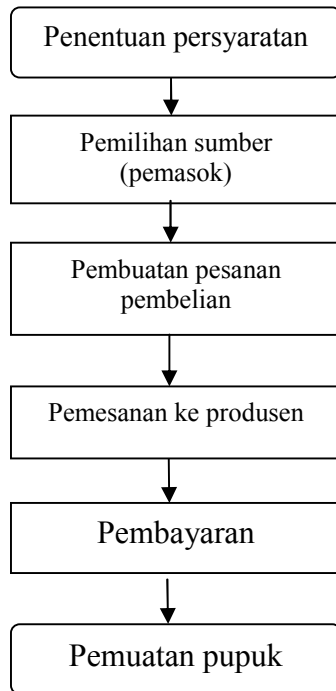 Penentuan persyaratan
Pemilihan sumber
(pemasok)
Pembuatan pesanan
pembelian
Pemesanan ke produsen
Pembayaran
Pemuatan pupuk